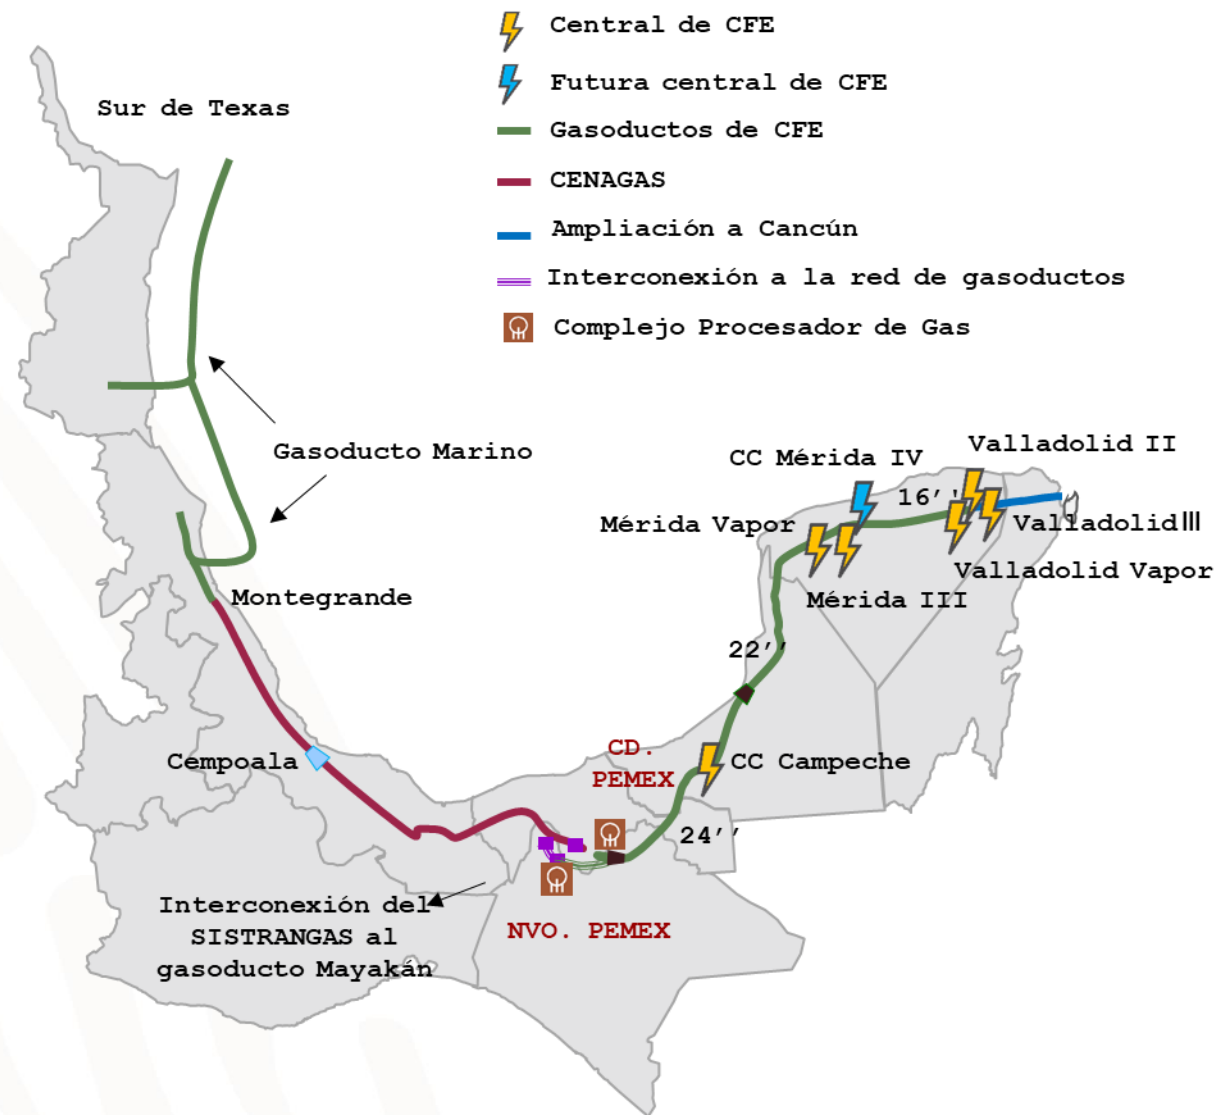 Central de CFE
Futura central de CFE
Gasoductos de CFE
CENAGAS
Ampliación a Cancún
Interconexión a la red de gasoductos
Complejo Procesador de Gas
Sur de Texas
Gasoducto Marino
Montegrande
Cempoala
Interconexión del
SISTRANGAS al
gasoducto Mayakán
CD.
PEMEX
NVO. PEMEX
24''
CC Campeche
22''
Mérida Vapor
Mérida III
CC Mérida IV
16''
Valladolid II
Valladolid III
Valladolid Vapor